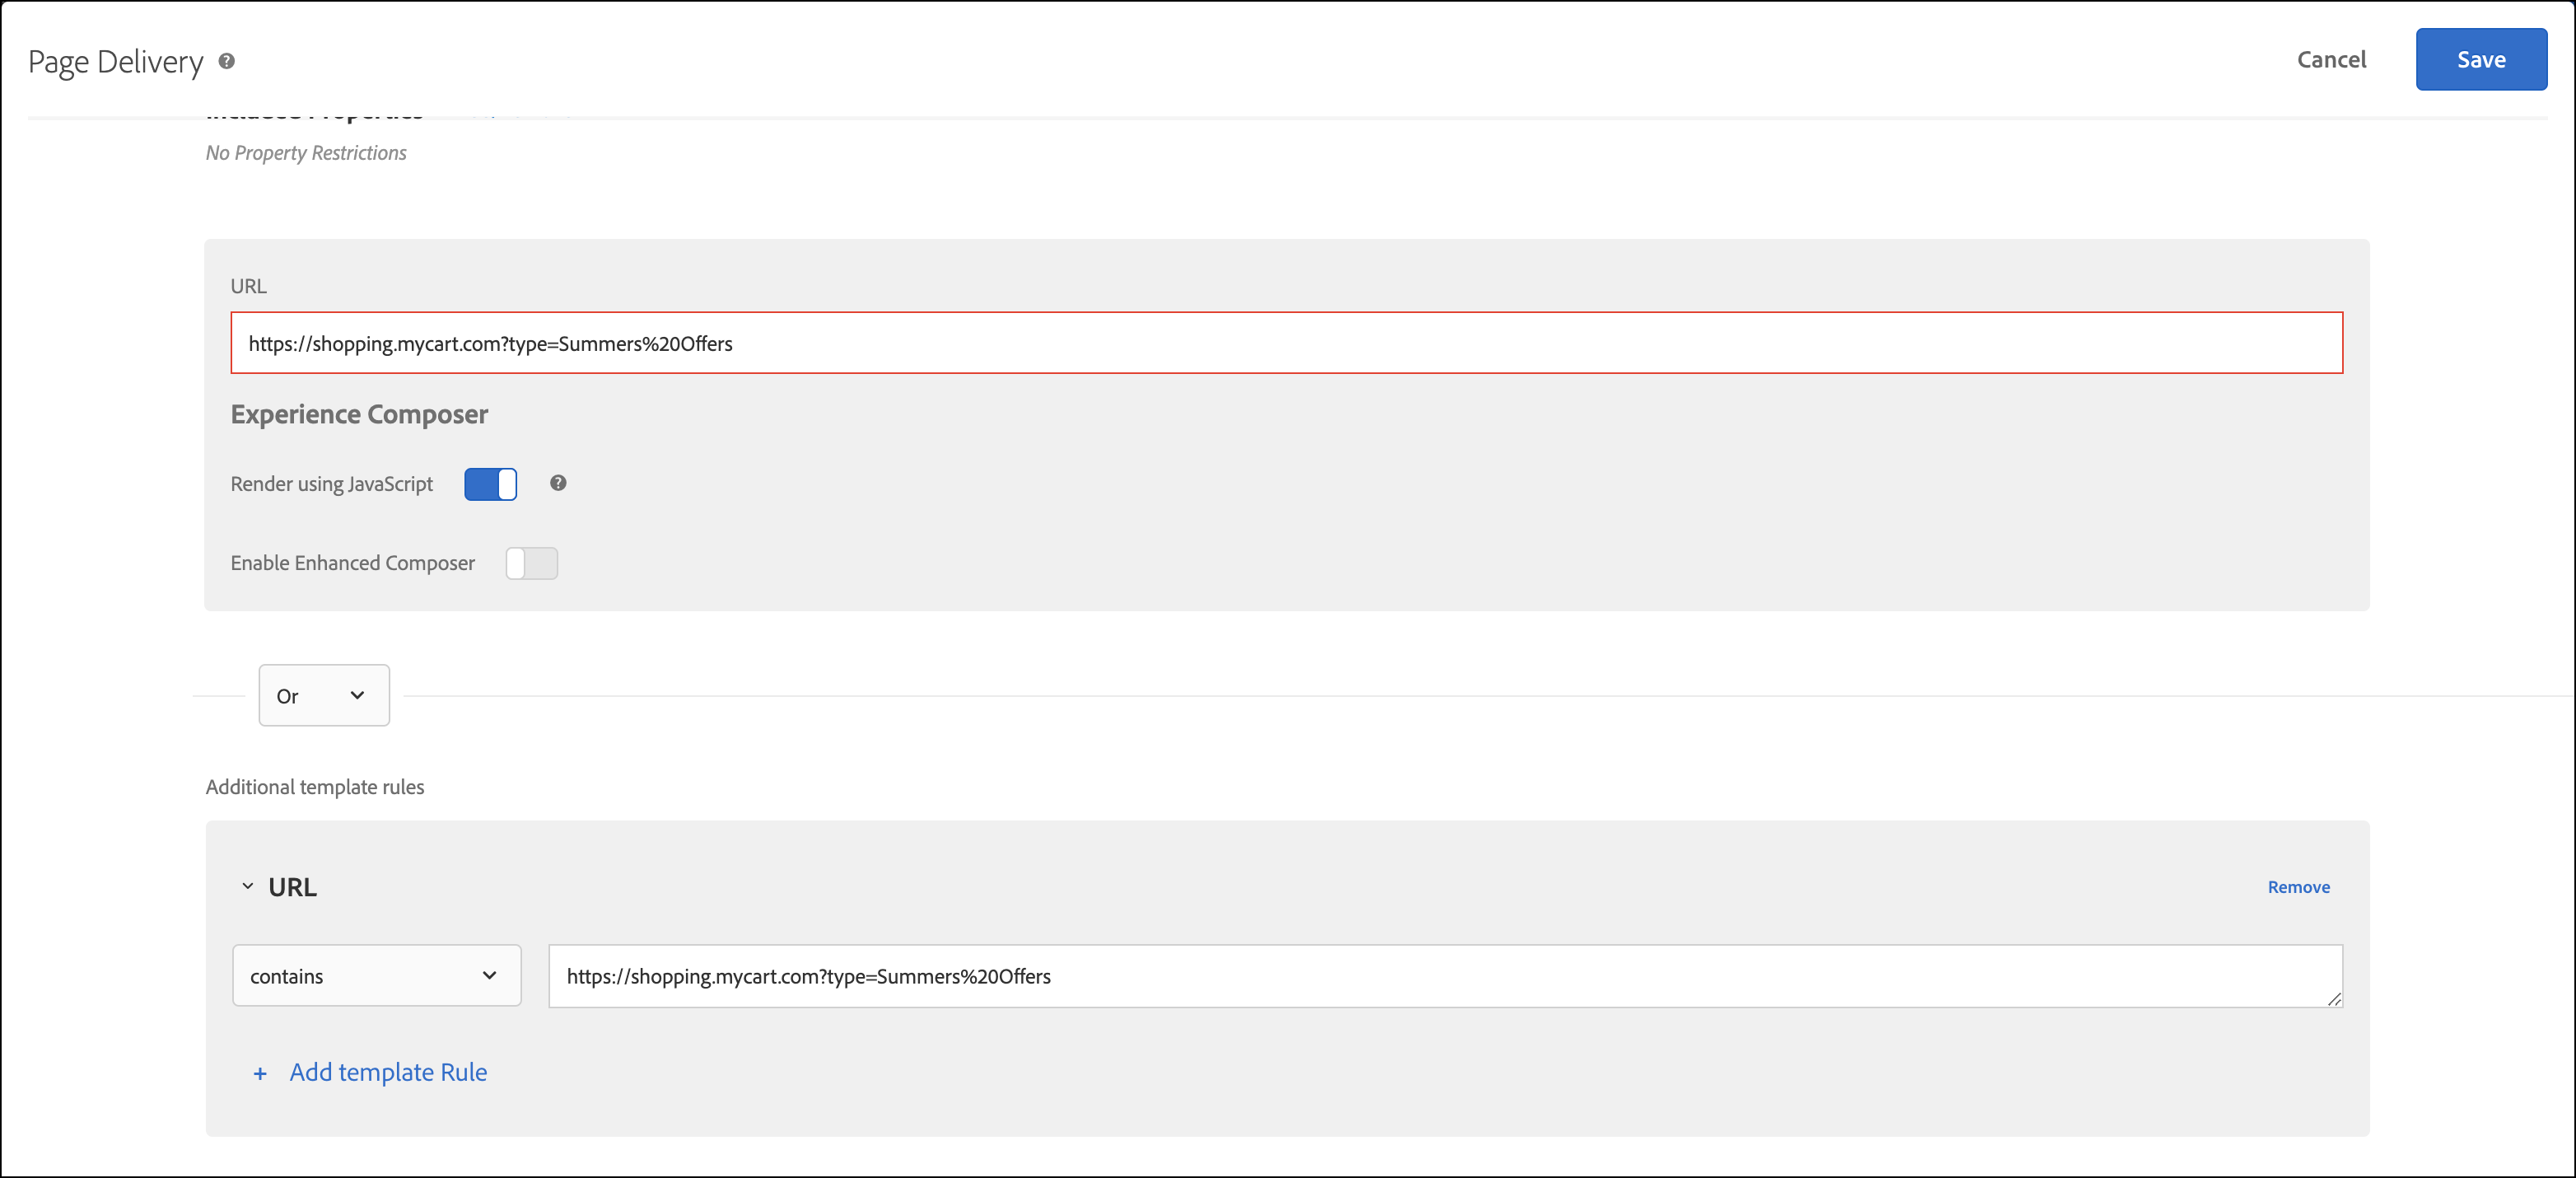 Page Delivery
Cancel
Save
Included Properties
No Property Restrictions
URL
https://shopping.mycart.com?type=Summers%20Offers
Experience Composer
Render using JavaScript
Enable Enhanced Composer
Or
Additional template rules
URL
Remove
contains
https://shopping.mycart.com?type=Summers%20Offers
+ Add template Rule